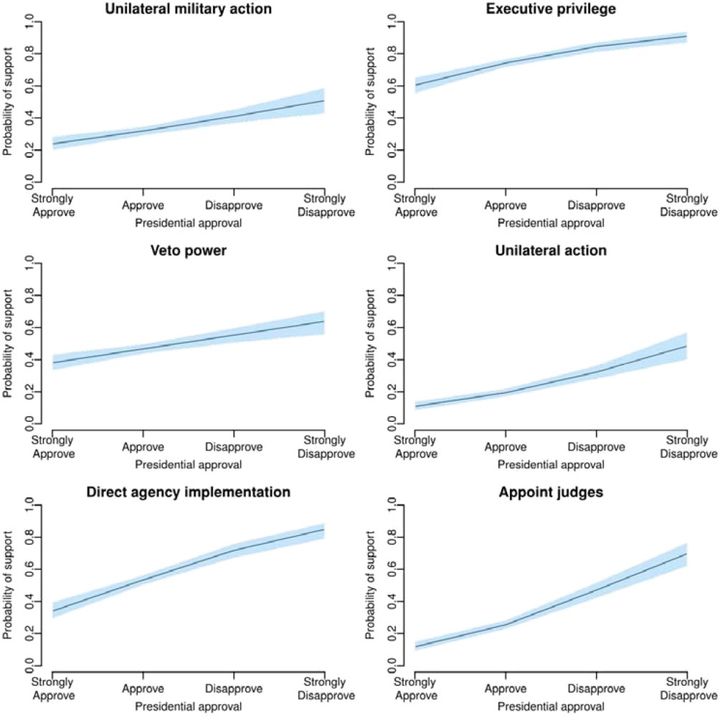 Unilateral military action
Probability of support
0.0 0.2 0.4 0.6 0.8 1.0
Strongly Approve Disapprove Strongly
Approve Disapprove
Presidential approval
Executive privilege
Probability of support
0.0 0.2 0.4 0.6 0.8 1.0
Strongly Approve Disapprove Strongly
Approve Disapprove
Presidential approval
Veto power
Probability of support
0.0 0.2 0.4 0.6 0.8 1.0
Strongly Approve Disapprove Strongly
Approve Disapprove
Presidential approval
Unilateral action
Probability of support
0.0 0.2 0.4 0.6 0.8 1.0
Strongly Approve Disapprove Strongly
Approve Disapprove
Presidential approval
Direct agency implementation
Probability of support
0.0 0.2 0.4 0.6 0.8 1.0
Strongly Approve Disapprove Strongly
Approve Disapprove
Presidential approval
Appoint judges
Probability of support
0.0 0.2 0.4 0.6 0.8 1.0
Strongly Approve Disapprove Strongly
Approve Disapprove
Presidential approval